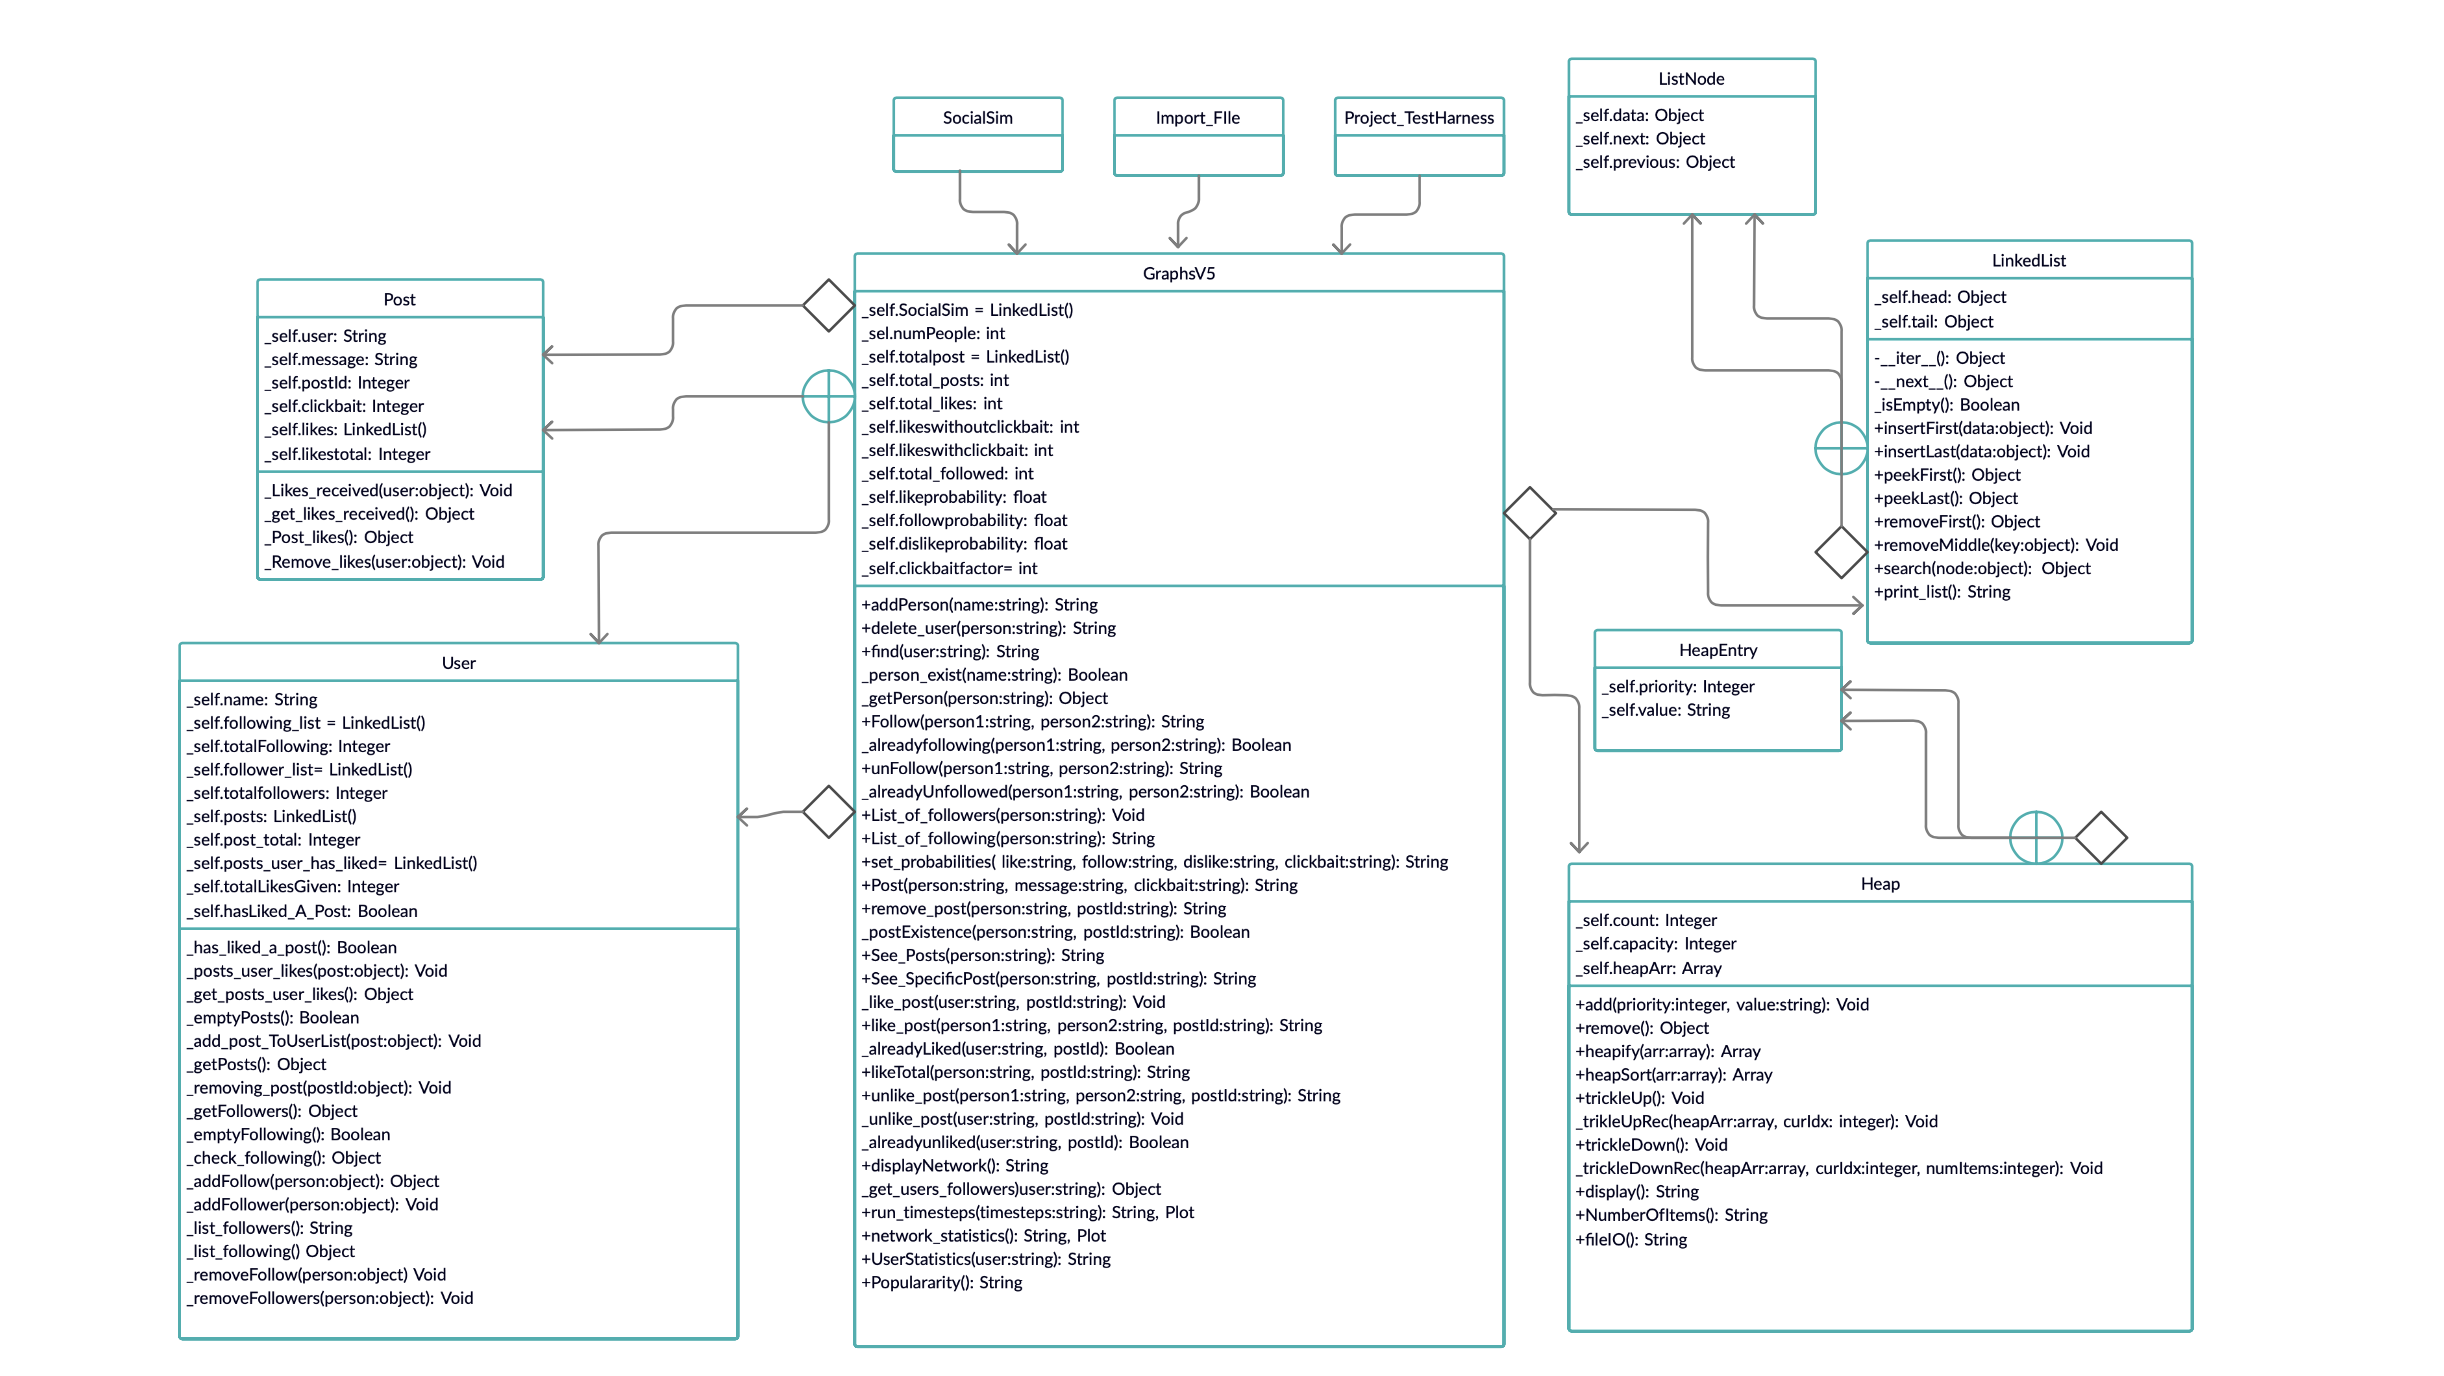 SocialSim
Import_FIle
Project_TestHarness
ListNode
_self.data: Object
_self.next: Object
_self.previous: Object
LinkedList
_self.head: Object
_self.tail: Object
-__iter__(): Object
-__next__(): Object
_isEmpty(): Boolean
+insertFirst(data:object): Void
+insertLast(data:object): Void
+peekFirst(): Object
+peekLast(): Object
+removeFirst(): Object
+removeMiddle(key:object): Void
+search(node:object):  Object
+print_list(): String
Post
_self.user: String
_self.message: String
_self.postId: Integer
_self.clickbait: Integer
_self.likes: LinkedList()
_self.likestotal: Integer
_Likes_received(user:object): Void
_get_likes_received(): Object
_Post_likes(): Object
_Remove_likes(user:object): Void
GraphsV5
_self.SocialSim = LinkedList()
_sel.numPeople: int
_self.totalpost = LinkedList()
_self.total_posts: int
_self.total_likes: int
_self.likeswithoutclickbait: int
_self.likeswithclickbait: int
_self.total_followed: int
_self.likeprobability: float
_self.followprobability: float
_self.dislikeprobability: float
_self.clickbaitfactor= int
+addPerson(name:string): String
+delete_user(person:string): String
+find(user:string): String
_person_exist(name:string): Boolean
_getPerson(person:string): Object
+Follow(person1:string, person2:string): String
_alreadyfollowing(person1:string, person2:string): Boolean
+unFollow(person1:string, person2:string): String
_alreadyUnfollowed(person1:string, person2:string): Boolean
+List_of_followers(person:string): Void
+List_of_following(person:string): String
+set_probabilities( like:string, follow:string, dislike:string, clickbait:string): String
+Post(person:string, message:string, clickbait:string): String
+remove_post(person:string, postId:string): String
_postExistence(person:string, postId:string): Boolean
+See_Posts(person:string): String
+See_SpecificPost(person:string, postId:string): String
_like_post(user:string, postId:string): Void
+like_post(person1:string, person2:string, postId:string): String
_alreadyLiked(user:string, postId): Boolean
+likeTotal(person:string, postId:string): String
+unlike_post(person1:string, person2:string, postId:string): String
_unlike_post(user:string, postId:string): Void
_alreadyunliked(user:string, postId): Boolean
+displayNetwork(): String
_get_users_followers)user:string): Object
+run_timesteps(timesteps:string): String, Plot
+network_statistics(): String, Plot
+UserStatistics(user:string): String
+Populararity(): String
User
_self.name: String
_self.following_list = LinkedList()
_self.totalFollowing: Integer
_self.follower_list= LinkedList()
_self.totalfollowers: Integer
_self.posts: LinkedList()
_self.post_total: Integer
_self.posts_user_has_liked= LinkedList()
_self.totalLikesGiven: Integer
_self.hasLiked_A_Post: Boolean
_has_liked_a_post(): Boolean
_posts_user_likes(post:object): Void
_get_posts_user_likes(): Object
_emptyPosts(): Boolean
_add_post_ToUserList(post:object): Void
_getPosts(): Object
_removing_post(postId:object): Void
_getFollowers(): Object
_emptyFollowing(): Boolean
_check_following(): Object
_addFollow(person:object): Object
_addFollower(person:object): Void
_list_followers(): String
_list_following() Object
_removeFollow(person:object) Void
_removeFollowers(person:object): Void
HeapEntry
_self.priority: Integer
_self.value: String
Heap
_self.count: Integer
_self.capacity: Integer
_self.heapArr: Array
+add(priority:integer, value:string): Void
+remove(): Object
+heapify(arr:array): Array
+heapSort(arr:array): Array
+trickleUp(): Void
_trikleUpRec(heapArr:array, curIdx: integer): Void
+trickleDown(): Void
_trickleDownRec(heapArr:array, curIdx:integer, numItems:integer): Void
+display(): String
+NumberOfItems(): String
+fileIO(): String